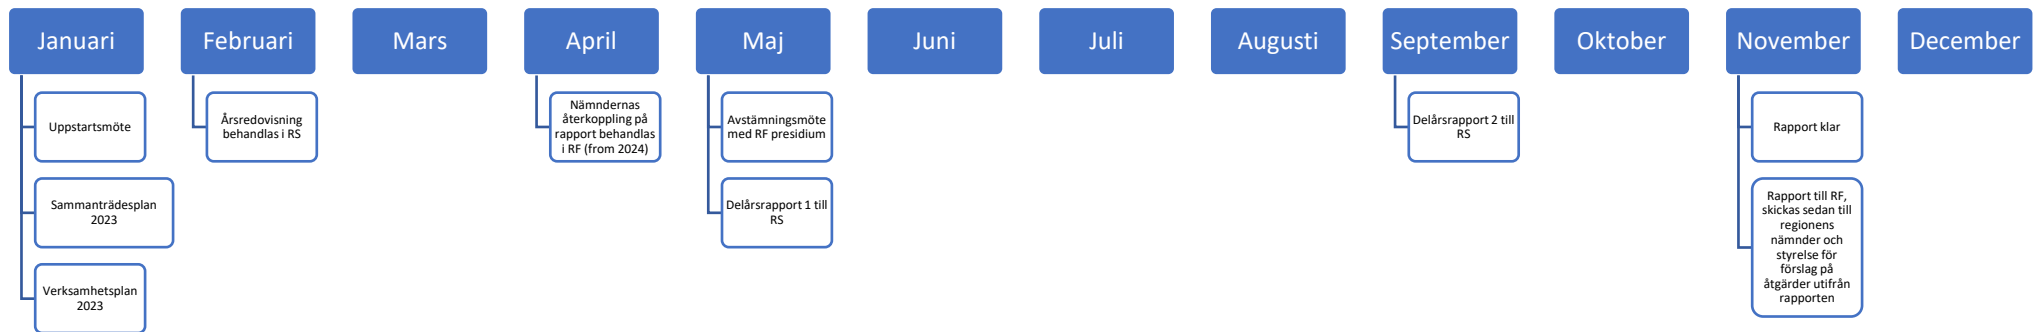 Januari
Februari
Mars
April
Maj
Juni
Juli
Augusti
September
Oktober
November
December
Uppstartsmöte
Sammanträdesplan
2023
Verksamhetsplan
2023
Årsredovisning
behandlas i RS
Nämndernas
återkoppling på
rapport behandlas
i RF (from 2024)
Avstämningsmöte
med RF presidium
Delårsrapport 1 till
RS
Delårsrapport 2 till
RS
Rapport klar
Rapport till RF,
skickas sedan till
regionens
nämnder och
styrelse för
förslag på
åtgärder utifrån
rapporten